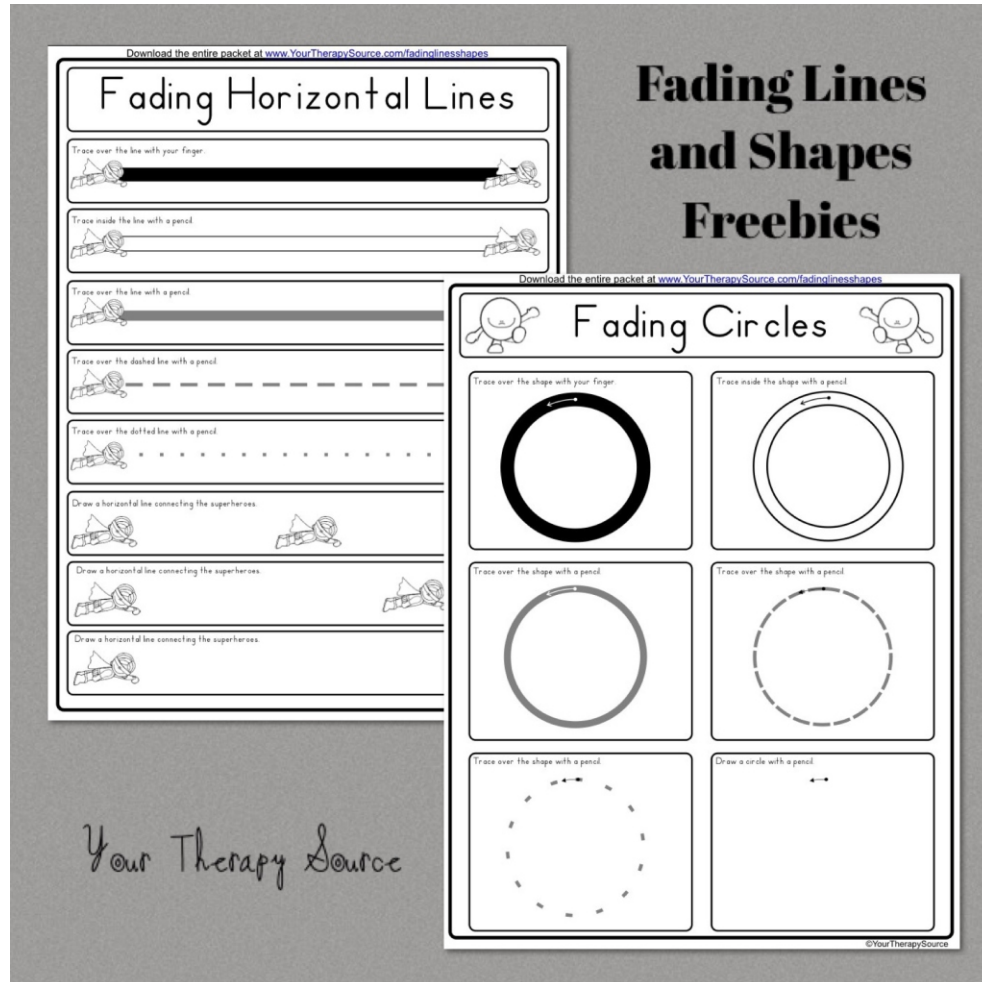 Download the entire packet at www.YourTherapySource.com/fadinglinesshapes
Fading Horizontal Lines
Trace over the line with your finger.
Trace inside the line with a pencil.
Trace over the line with a pencil.
Trace over the dashed line with a pencil.
Trace over the dotted line with a pencil.
Draw a horizontal line connecting the superheroes.
Draw a horizontal line connecting the superheroes.
Draw a horizontal line connecting the superheroes.
Fading Lines
and Shapes
Freebies
Download the entire packet at www.YourTherapySource.com/fadinglinesshapes
Fading Circles
Trace over the shape with your finger.
Trace inside the shape with a pencil.
Trace over the shape with a pencil.
Trace over the shape with a pencil.
Trace over the shape with a pencil.
Draw a circle with a pencil.
©YourTherapySource
Your Therapy Source